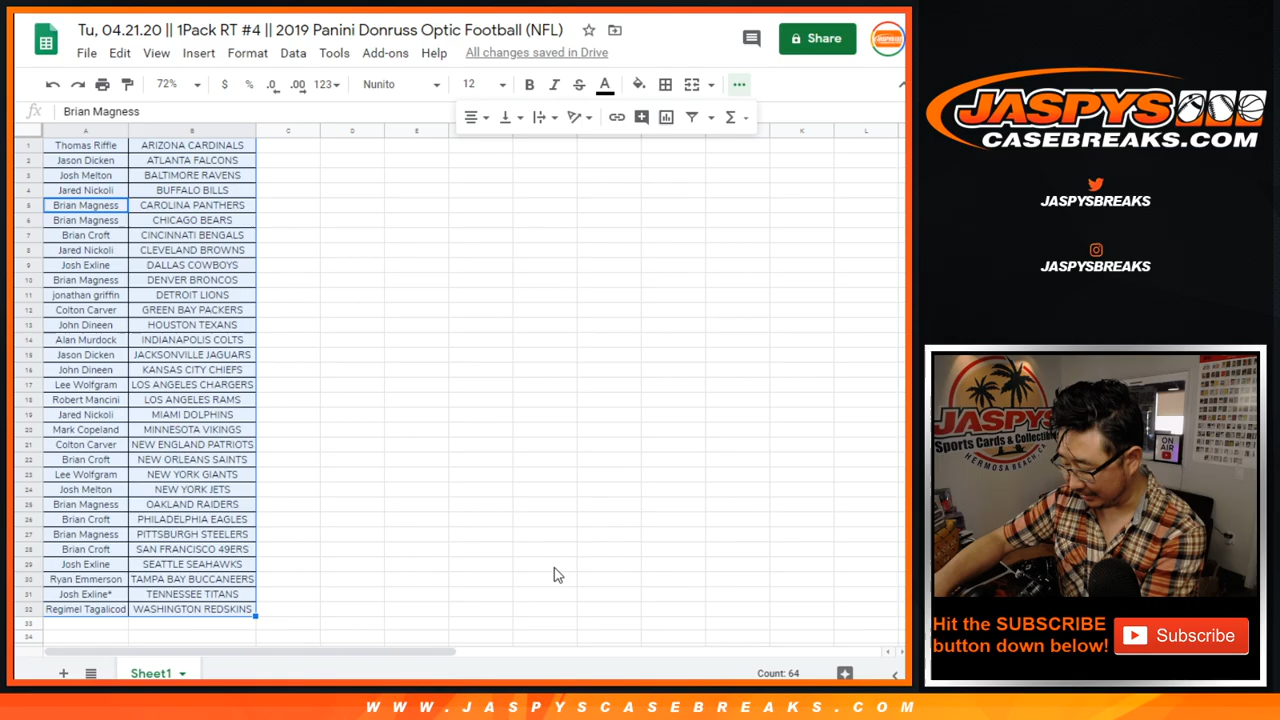 Tu, 04.21.20 || 1Pack RT #4 || 2019 Panini Donruss Optic Football (NFL)
File Edit View Insert Format Data Tools Add-ons Help All changes saved in Drive
Share
72% $ % .0 .00 123 Nunito 12 B I S A
fx Brian Magness
A B C D E K L
1 Thomas Riffle ARIZONA CARDINALS
2 Jason Dicken ATLANTA FALCONS
3 Josh Melton BALTIMORE RAVENS
4 Jared Nickoli BUFFALO BILLS
5 Brian Magness CAROLINA PANTHERS
6 Brian Magness CHICAGO BEARS
7 Brian Croft CINCINNATI BENGALS
8 Jared Nickoli CLEVELAND BROWNS
9 Josh Exline DALLAS COWBOYS
10 Brian Magness DENVER BRONCOS
11 jonathan griffin DETROIT LIONS
12 Colton Carver GREEN BAY PACKERS
13 John Dineen HOUSTON TEXANS
14 Alan Murdock INDIANAPOLIS COLTS
15 Jason Dicken JACKSONVILLE JAGUARS
16 John Dineen KANSAS CITY CHIEFS
17 Lee Wolfgram LOS ANGELES CHARGERS
18 Robert Mancini LOS ANGELES RAMS
19 Jared Nickoli MIAMI DOLPHINS
20 Mark Copeland MINNESOTA VIKINGS
21 Colton Carver NEW ENGLAND PATRIOTS
22 Brian Croft NEW ORLEANS SAINTS
23 Lee Wolfgram NEW YORK GIANTS
24 Josh Melton NEW YORK JETS
25 Brian Magness OAKLAND RAIDERS
26 Brian Croft PHILADELPHIA EAGLES
27 Brian Magness PITTSBURGH STEELERS
28 Brian Croft SAN FRANCISCO 49ERS
29 Josh Exline SEATTLE SEAHAWKS
30 Ryan Emmerson TAMPA BAY BUCCANEERS
31 Josh Exline* TENNESSEE TITANS
32 Regimel Tagalicod WASHINGTON REDSKINS
33
34
Sheet1
Count: 64
JASPYS
CASEBREAKS.COM
JASPYSBREAKS
JASPYSBREAKS
JASPYS
Sports Cards & Collectib
HERMOSA BEACH, CA
ON
AIR
Hit the SUBSCRIBE
button down below!
Subscribe
WWW.JASPYSCASEBREAKS.COM